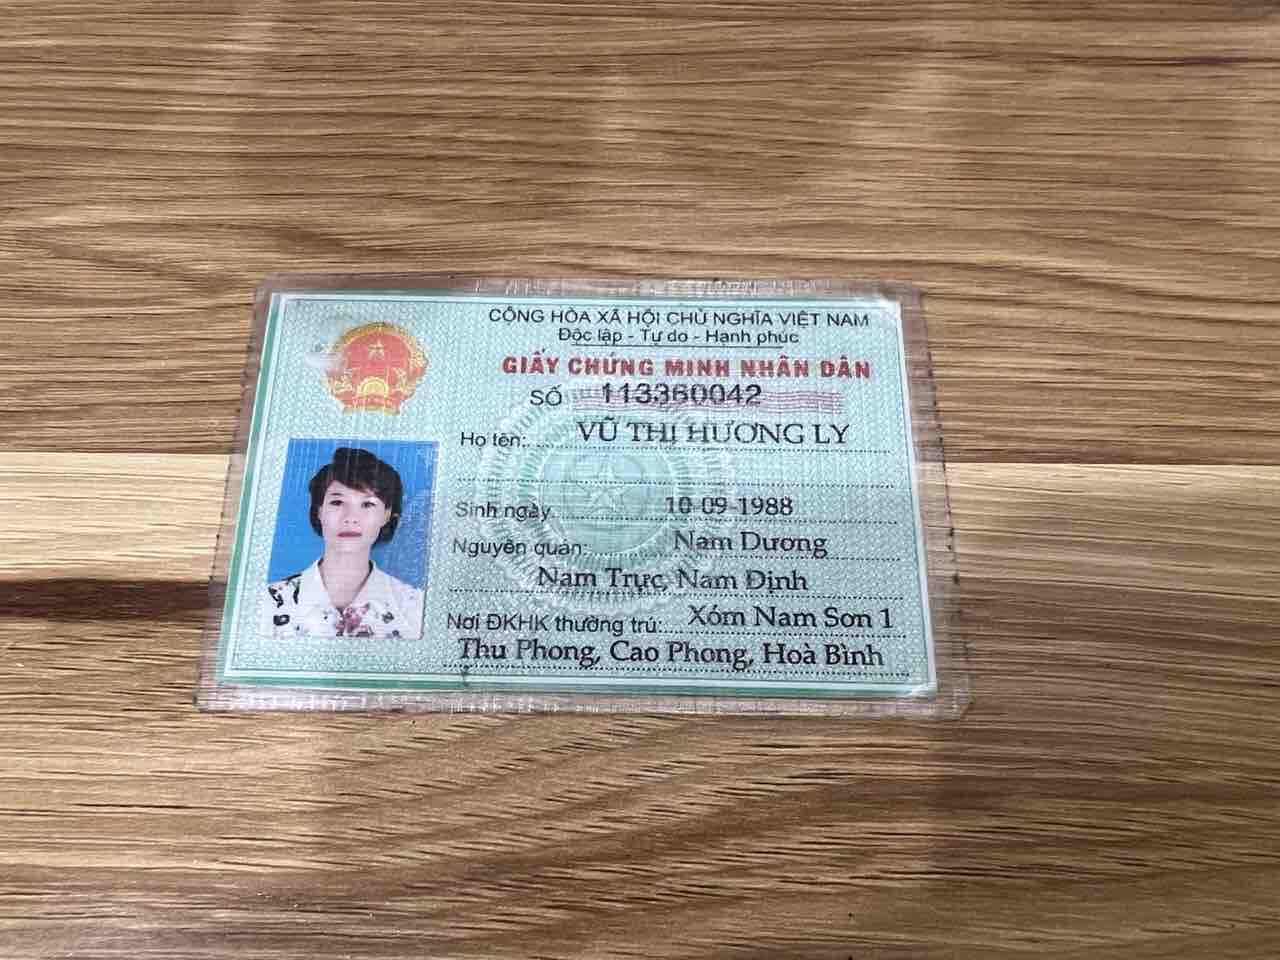 CỘNG HÒA XÃ HỘI CHỦ NGHĨA VIỆT NAM
Độc lập - Tự do - Hạnh phúc
GIẤY CHỨNG MINH NHÂN DÂN
SỐ 113360042
Họ tên: VŨ THỊ HƯƠNG LY
Sinh ngày 10-09-1988
Nguyên quán: Nam Dương
Nam Trực, Nam Định
Nơi ĐKHK thường trú: Xóm Nam Sơn 1
Thu Phong, Cao Phong, Hoà Bình